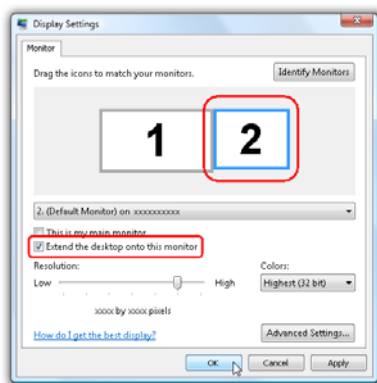 Display Settings
Monitor
Drag the icons to match your monitors.
Identify Monitors
1
2
2. (Default Monitor) on xxxxxxxxxx
This is my main monitor
Extend the desktop onto this monitor
Resolution:
Colors:
Low
High
Highest (32 bit)
xxxx by xxxx pixels
How do I get the best display?
Advanced Settings...
OK
Cancel
Apply